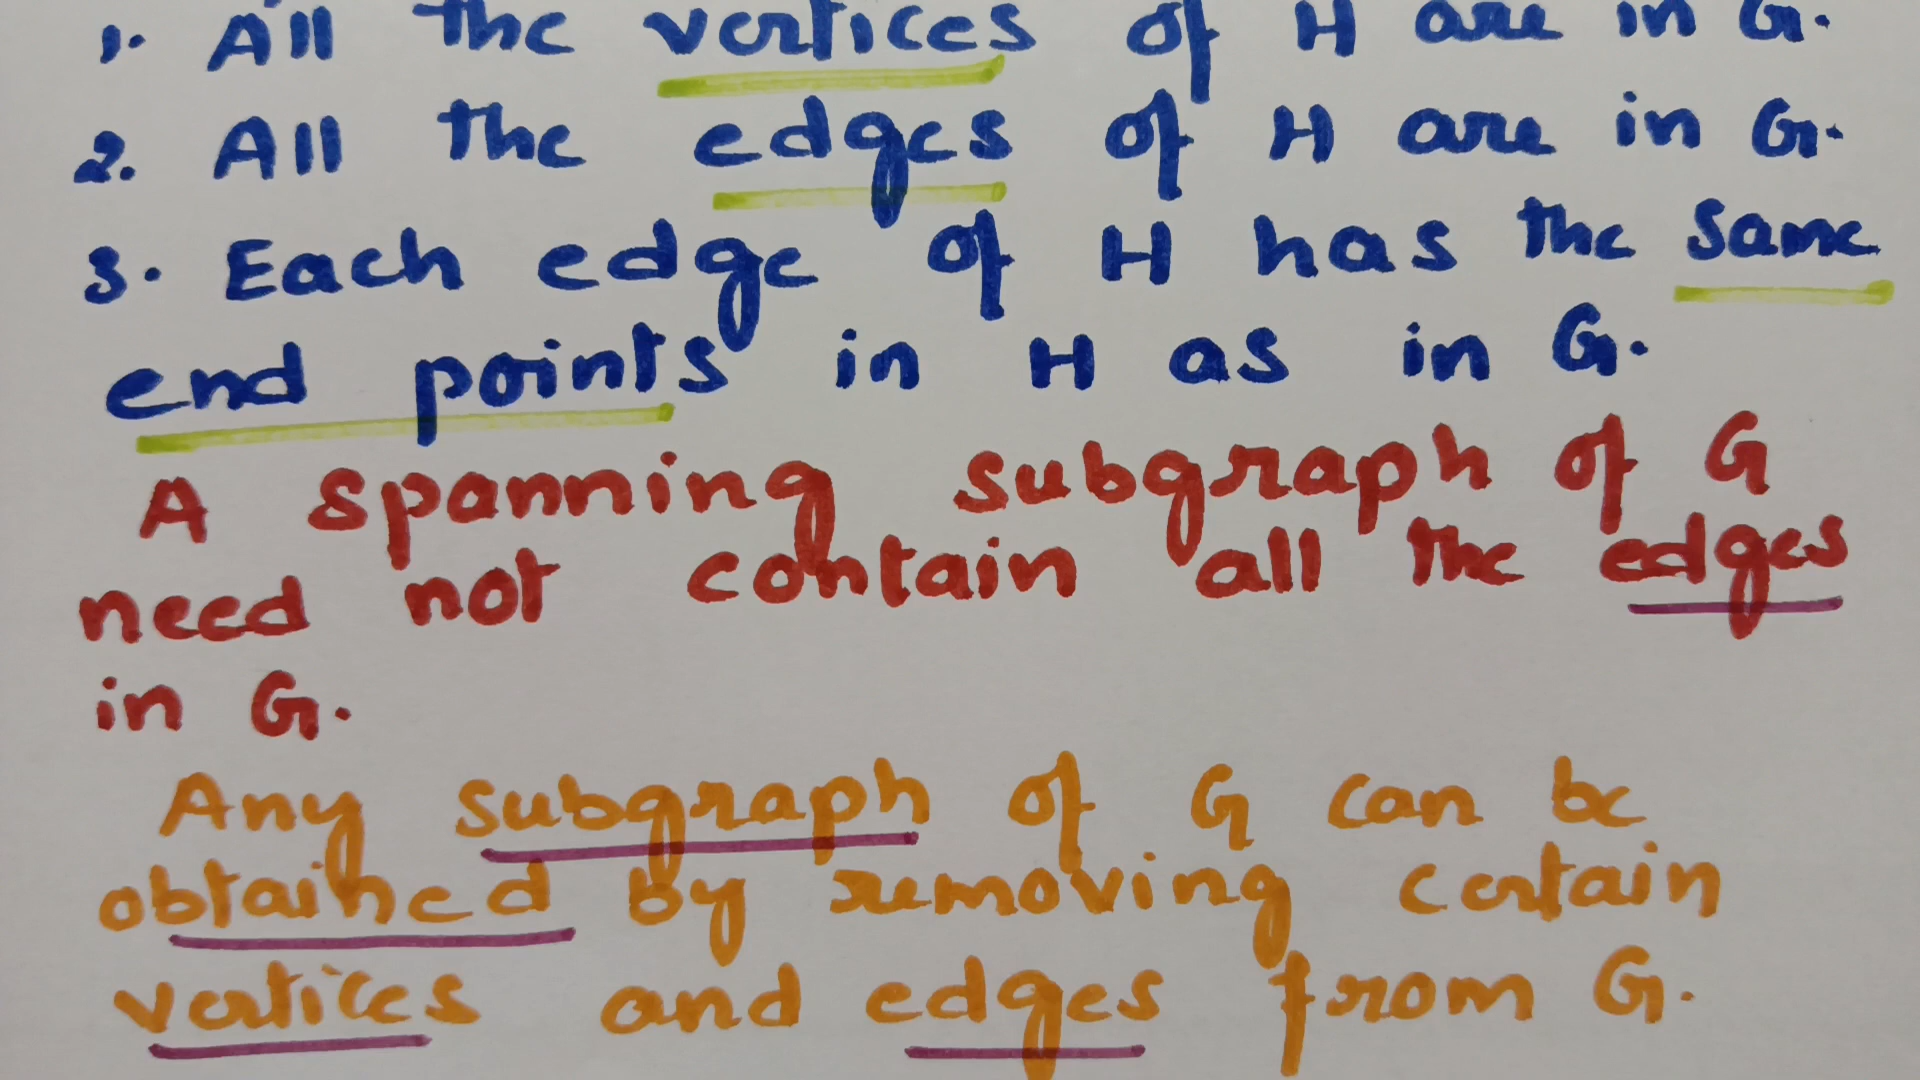 1. All the vertices of H are in G.
2. All the edges of H are in G.
3. Each edge of H has the same
end points in H as in G.
A spanning subgraph of G
need not contain all the edges
in G.
Any subgraph of G can be
obtained by removing certain
vertices and edges from G.